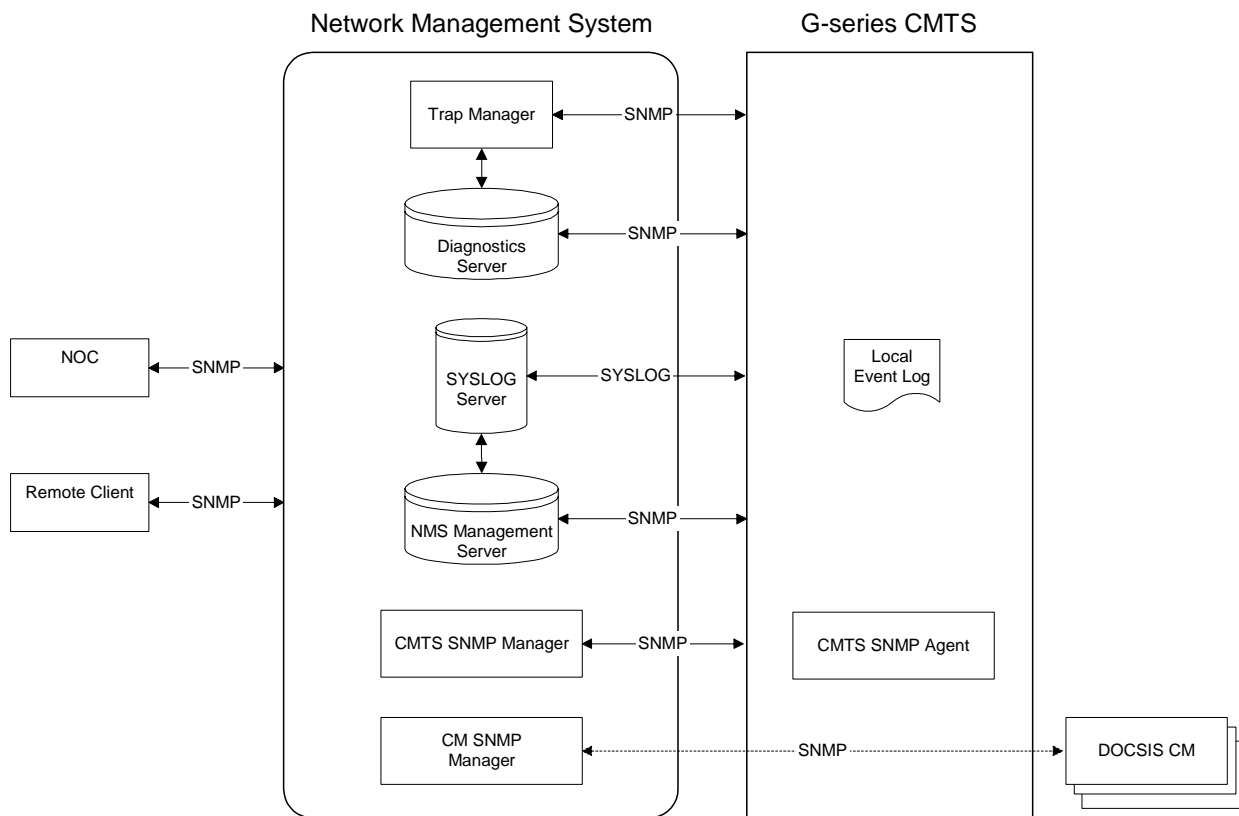 Network Management System
G-series CMTS
Trap Manager
SNMP
Diagnostics
Server
SNMP
NOC
SNMP
SYSLOG
Server
SYSLOG
Local
Event Log
Remote Client
SNMP
NMS Management
Server
SNMP
CMTS SNMP Manager
SNMP
CMTS SNMP Agent
CM SNMP
Manager
SNMP
DOCSIS CM